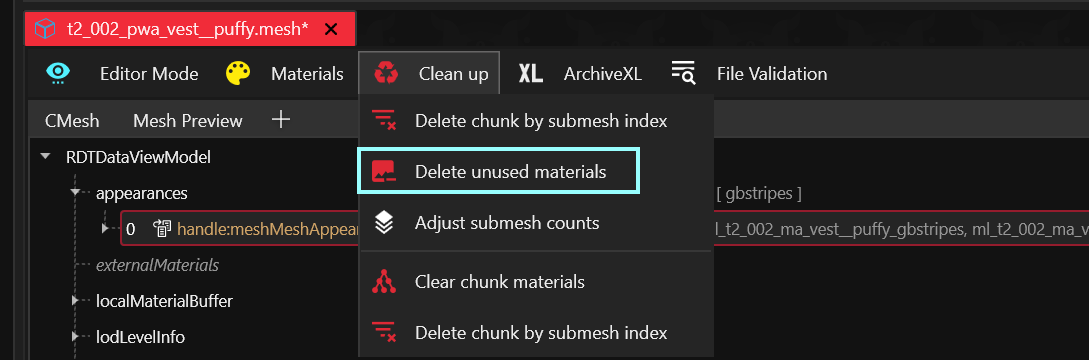 t2_002_pwa_vest__puffy.mesh*
Editor Mode Materials Clean up XL ArchiveXL File Validation
CMesh Mesh Preview
Delete chunk by submesh index
RDTDataViewModel
Delete unused materials
appearances [ gbstripes ]
Adjust submesh counts
0 handle:meshMeshAppea l_t2_002_ma_vest__puffy_gbstripes, ml_t2_002_ma_v
externalMaterials
Clear chunk materials
localMaterialBuffer
Delete chunk by submesh index
lodLevelInfo